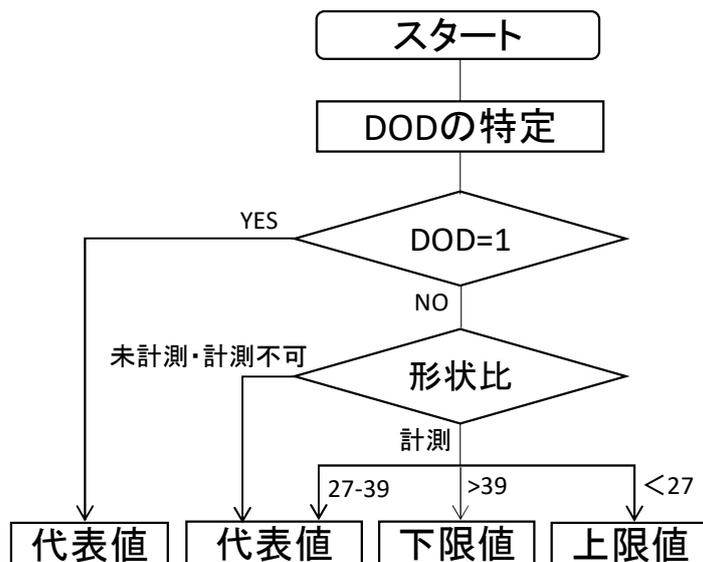 スタート
DODの特定
YES
DOD=1
NO
未計測・計測不可
形状比
計測
27-39
>39
<27
代表値
代表値
下限値
上限値